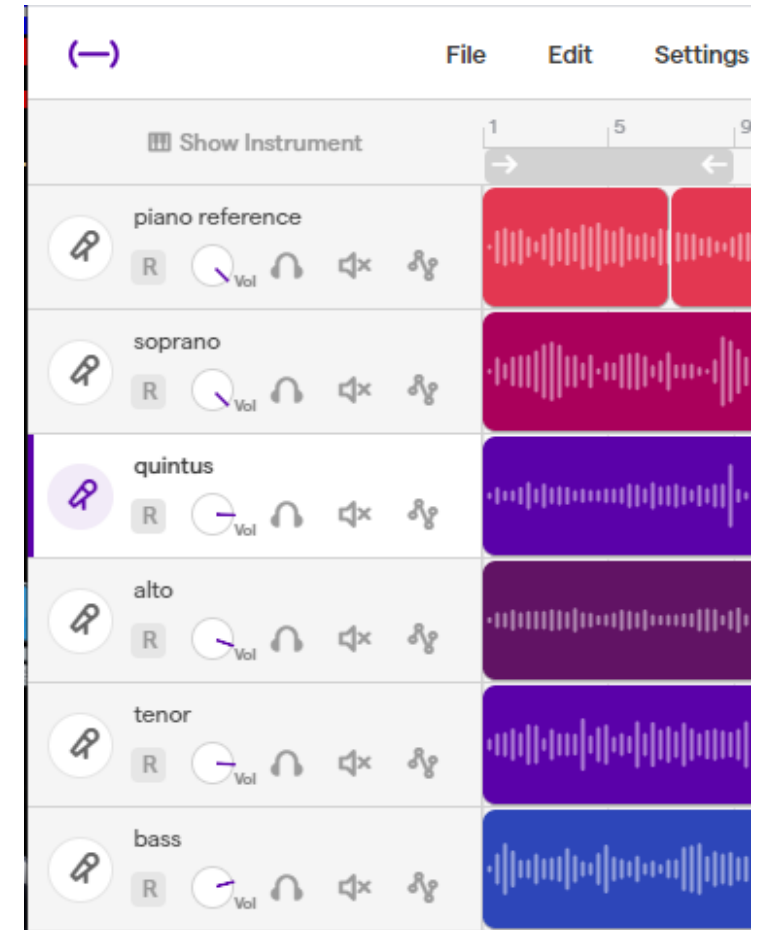 File Edit Settings
Show Instrument 1 5 9
piano reference
R Vol
soprano
R Vol
quintus
R Vol
alto
R Vol
tenor
R Vol
bass
R Vol